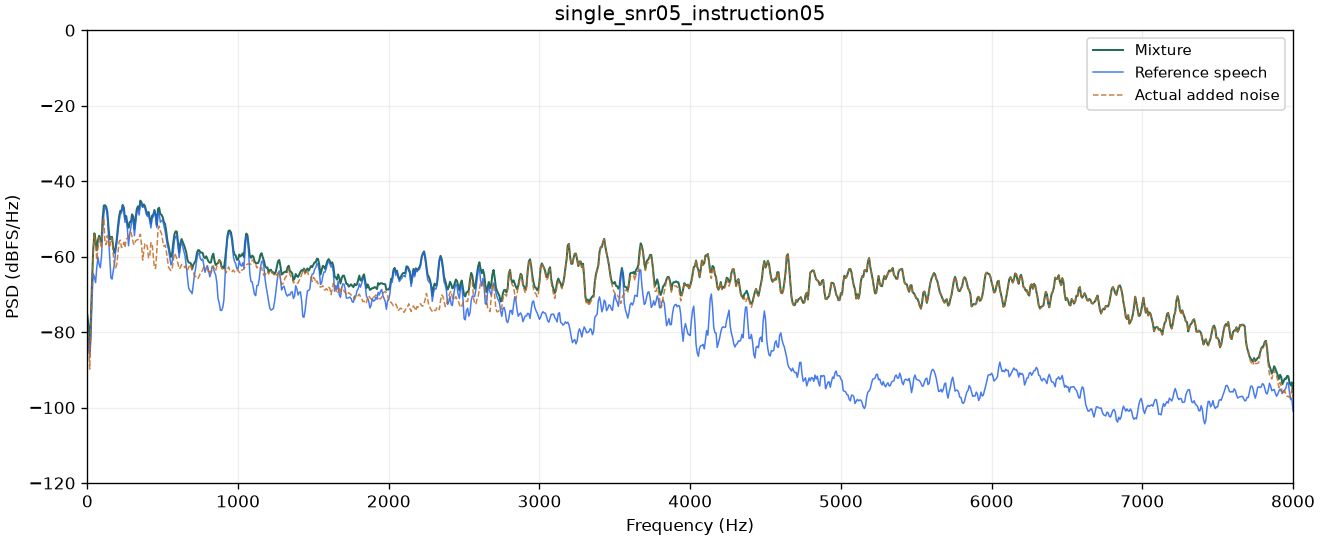 single_snr05_instruction05
Mixture
Reference speech
Actual added noise
PSD (dBFS/Hz)
0
−20
−40
−60
−80
−100
−120
0 1000 2000 3000 4000 5000 6000 7000 8000
Frequency (Hz)